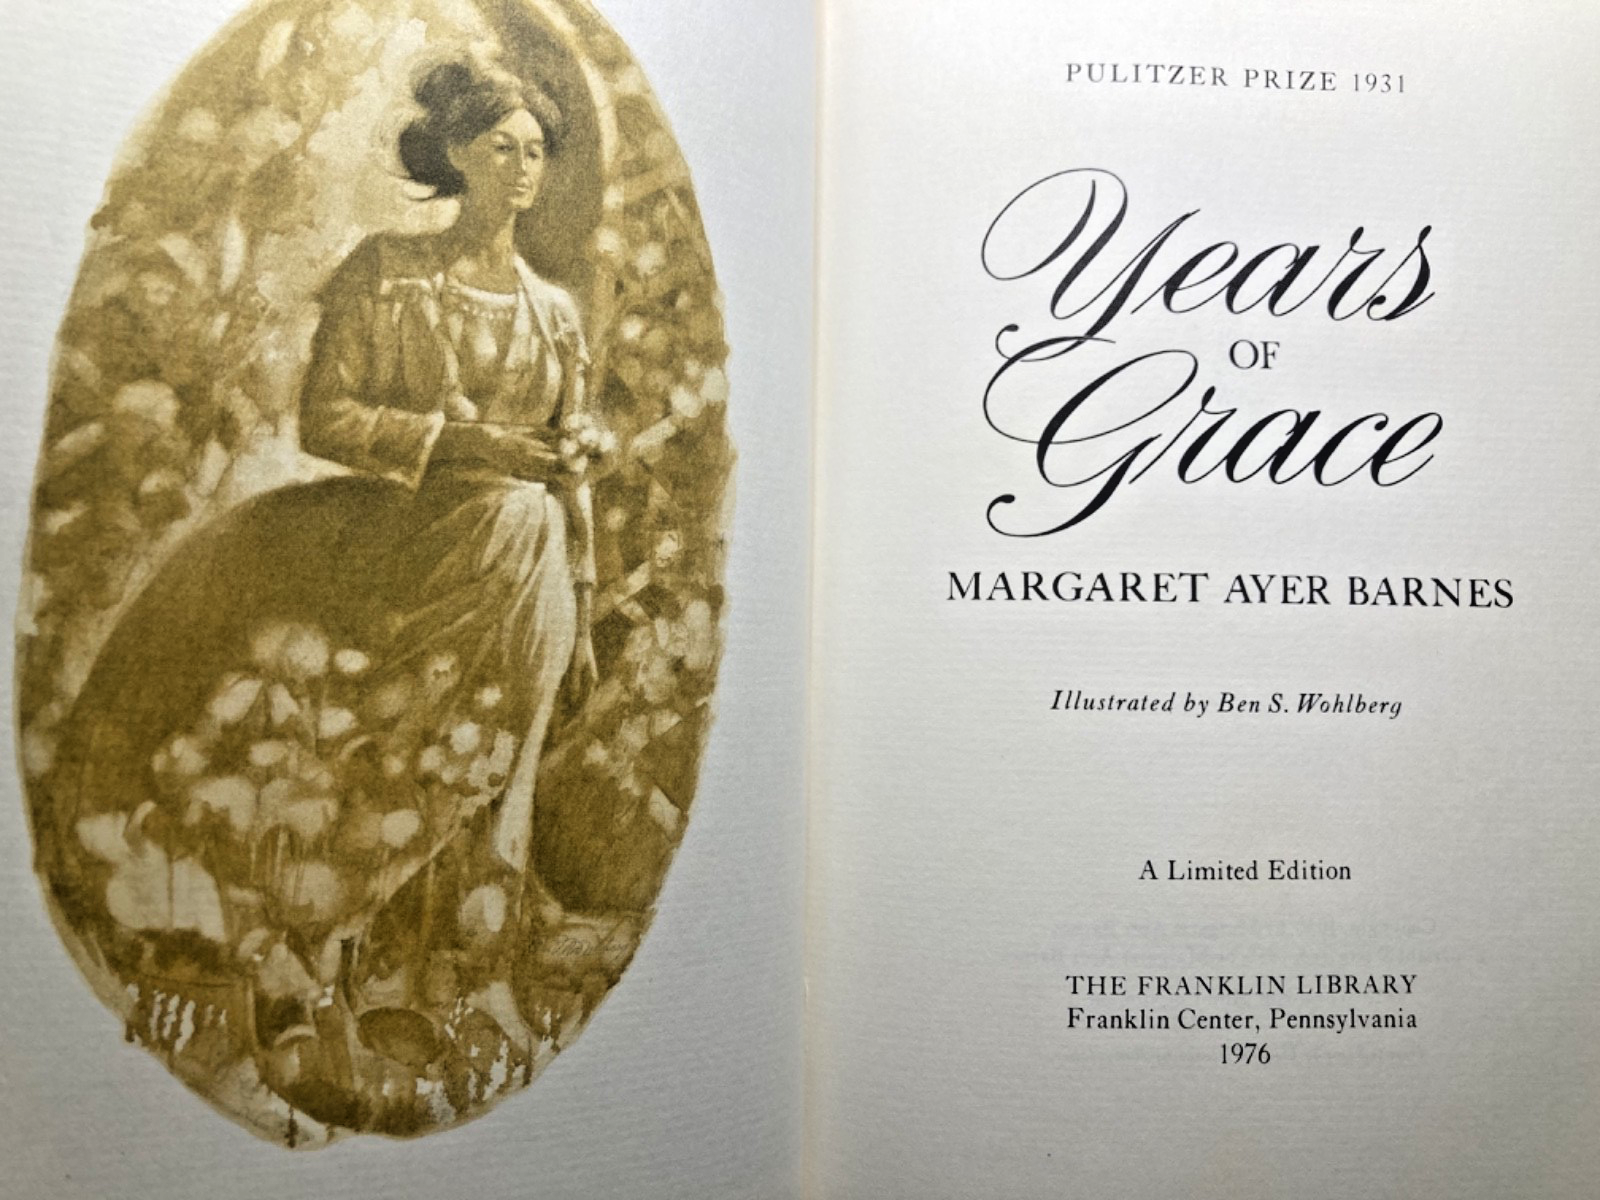 PULITZER PRIZE 1931
Years
OF
Grace
MARGARET AYER BARNES
Illustrated by Ben S. Wohlberg
A Limited Edition
THE FRANKLIN LIBRARY
Franklin Center, Pennsylvania
1976